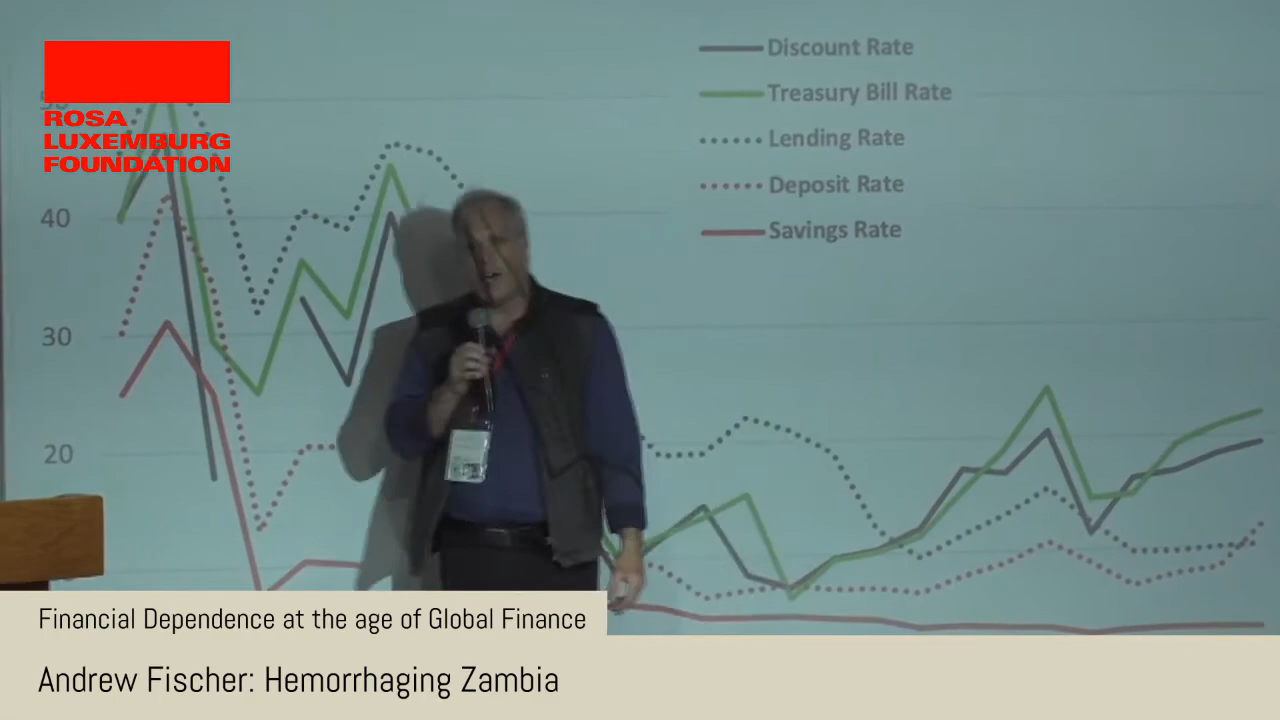 ROSA
LUXEMBURG
FOUNDATION
50
40
30
20
Discount Rate
Treasury Bill Rate
Lending Rate
Deposit Rate
Savings Rate
Financial Dependence at the age of Global Finance
Andrew Fischer: Hemorrhaging Zambia